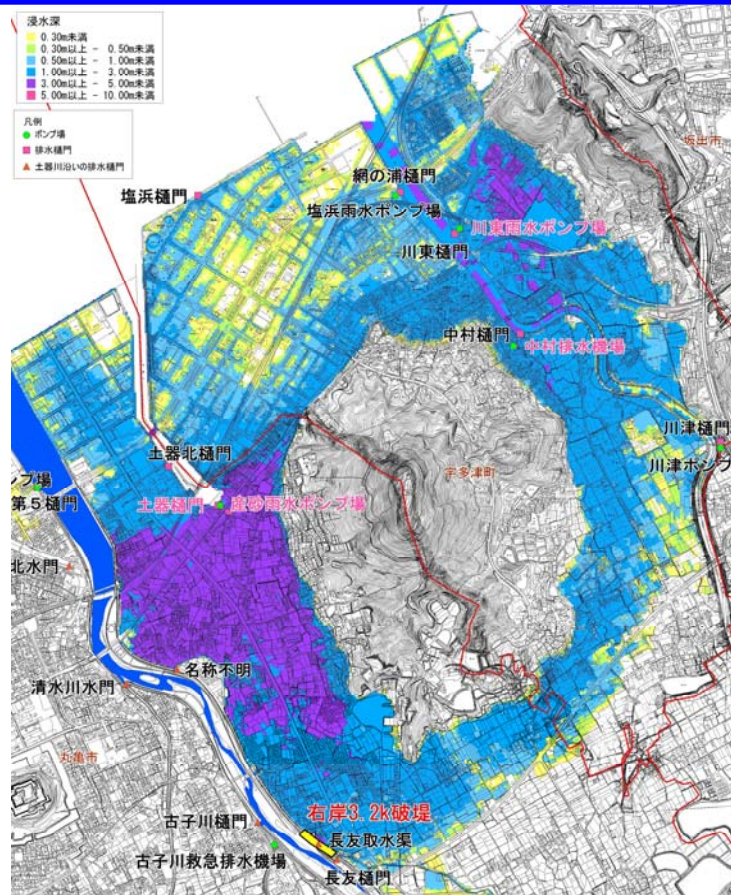 浸水深
0.30m未満
0.30m以上 - 0.50m未満
0.50m以上 - 1.00m未満
1.00m以上 - 3.00m未満
3.00m以上 - 5.00m未満
5.00m以上 - 10.00m未満
凡例
ポンプ場
排水樋門
土器川沿いの排水樋門
坂出市
網の浦樋門
塩浜樋門
塩浜雨水ポンプ場
川東雨水ポンプ場
川東樋門
中村樋門
中村排水機場
川津樋門
川津ポンプ
宇多津町
土器北樋門
ンプ場
第5樋門
土器樋門
産砂雨水ポンプ場
北水門
名称不明
清水川水門
丸亀市
右岸3.2k破堤
古子川樋門
長友取水渠
古子川救急排水機場
長友樋門